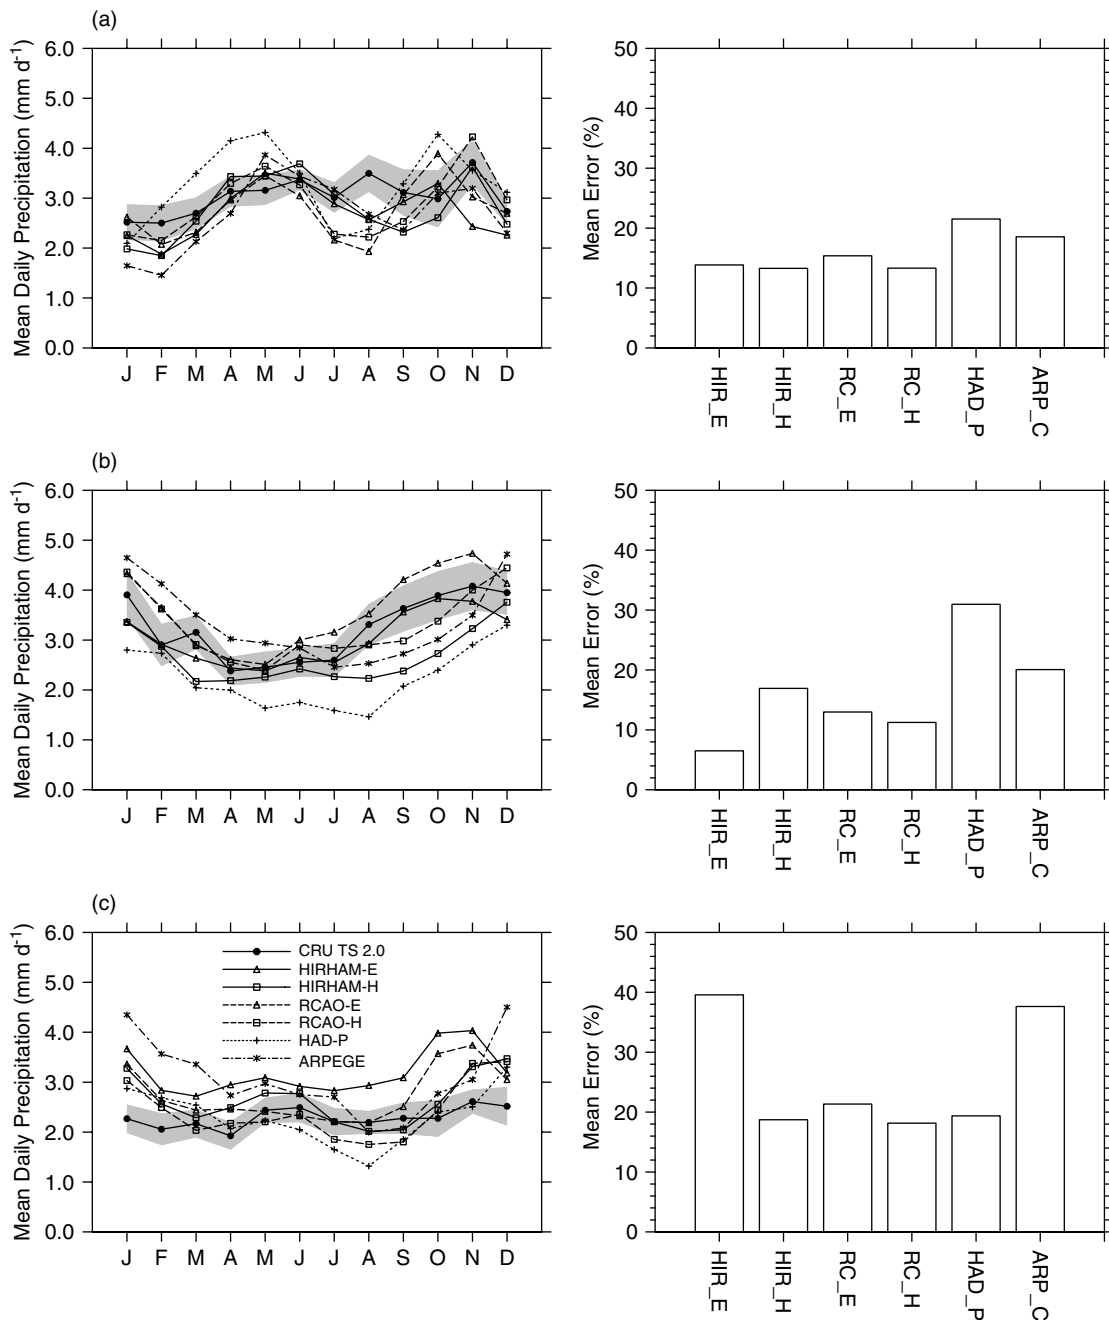 (a)
Mean Daily Precipitation (mm d⁻¹)
6.0
5.0
4.0
3.0
2.0
1.0
0.0
J F M A M J J A S O N D
Mean Error (%)
50
40
30
20
10
0
HIR_E HIR_H RC_E RC_H HAD_P ARP_C
(b)
Mean Daily Precipitation (mm d⁻¹)
6.0
5.0
4.0
3.0
2.0
1.0
0.0
J F M A M J J A S O N D
Mean Error (%)
50
40
30
20
10
0
HIR_E HIR_H RC_E RC_H HAD_P ARP_C
(c)
Mean Daily Precipitation (mm d⁻¹)
6.0
5.0
4.0
3.0
2.0
1.0
0.0
CRU TS 2.0
HIRHAM-E
HIRHAM-H
RCAO-E
RCAO-H
HAD-P
ARPEGE
J F M A M J J A S O N D
Mean Error (%)
50
40
30
20
10
0
HIR_E HIR_H RC_E RC_H HAD_P ARP_C